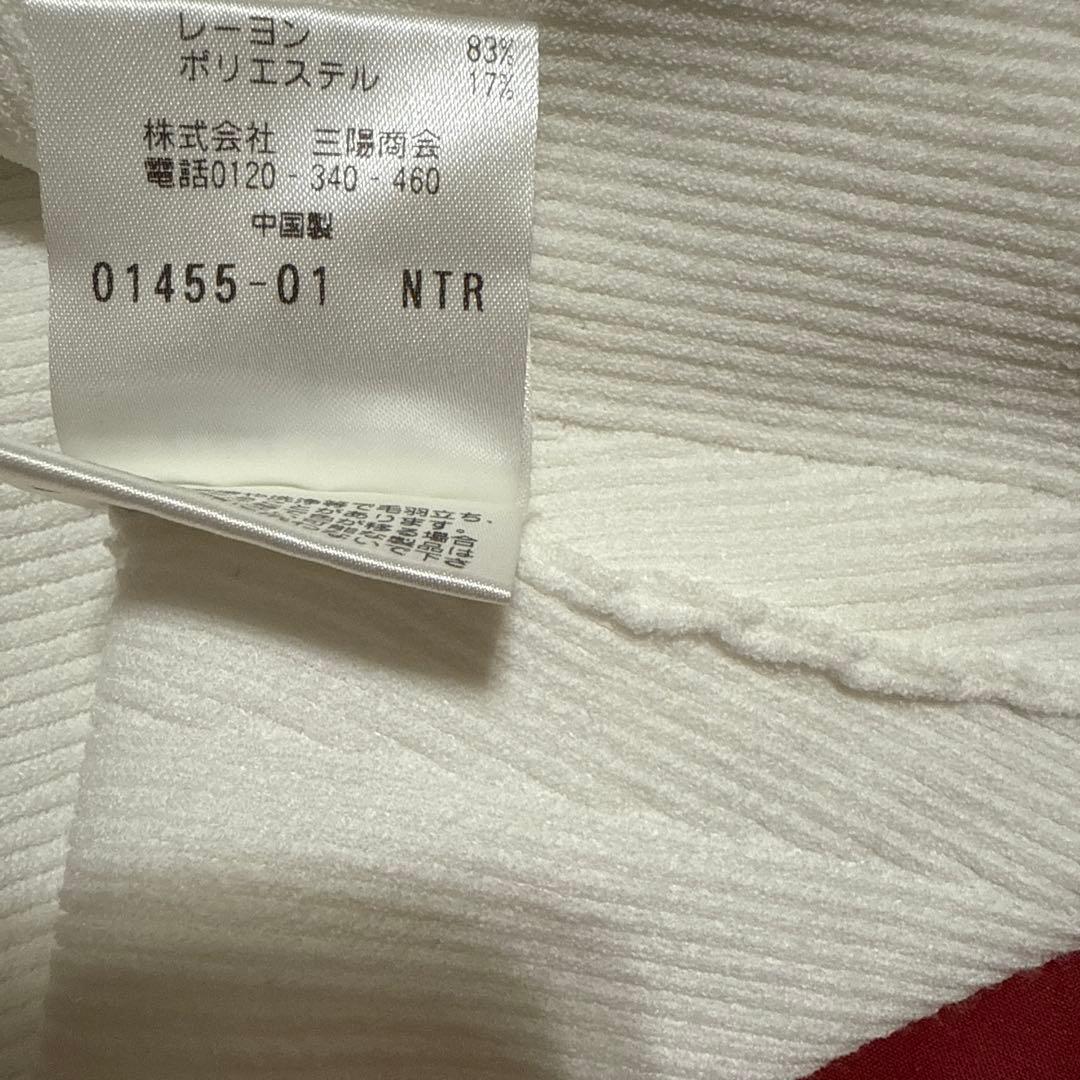 レーヨン 83%
ポリエステル 17%
株式会社 三陽商会
電話0120-340-460
中国製
01455-01 NTR